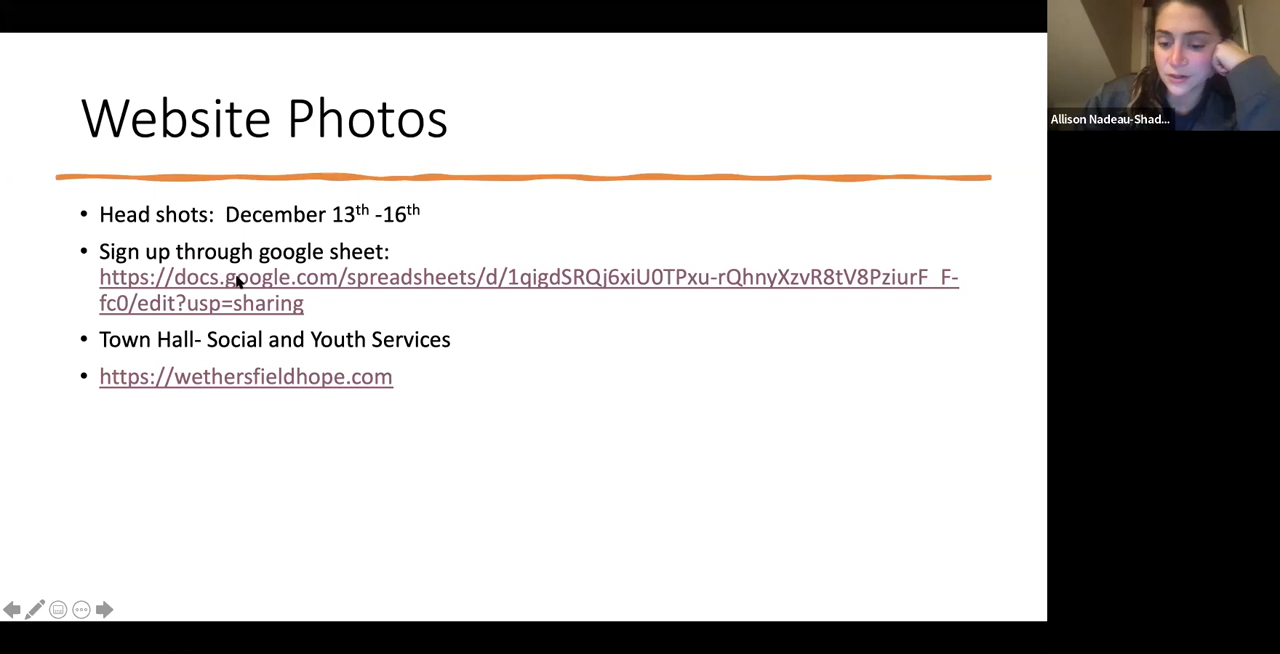 Website Photos
Allison Nadeau-Shad...
• Head shots:  December 13th -16th
• Sign up through google sheet:
https://docs.google.com/spreadsheets/d/1qigdSRQj6xiU0TPxu-rQhnyXzvR8tV8PziurF_F-
fc0/edit?usp=sharing
• Town Hall- Social and Youth Services
• https://wethersfieldhope.com